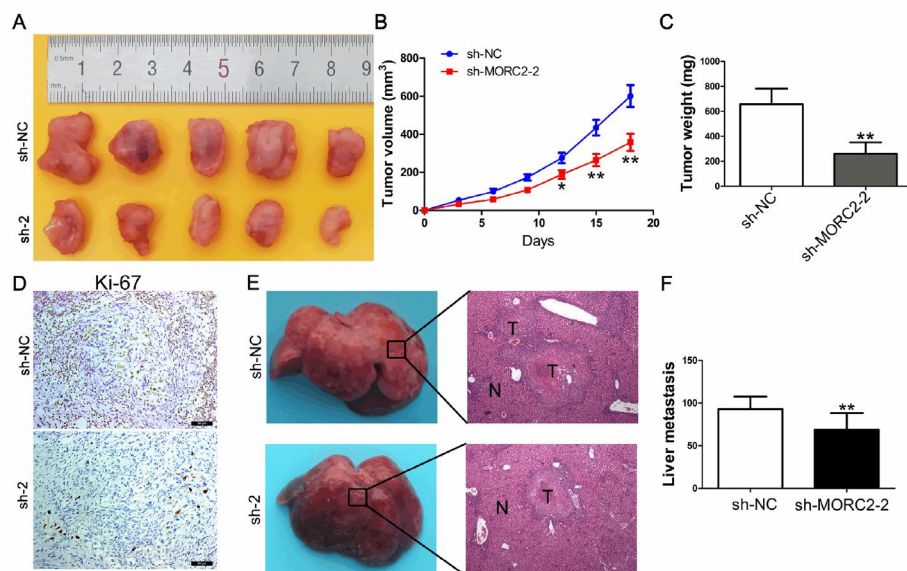 A
0.5mm
1 2 3 4 5 6 7 8 9
mm
sh-NC
sh-2
B
sh-NC
sh-MORC2-2
Tumor volume (mm³)
800
600
400
200
0
* ** **
0 5 10 15 20
Days
C
Tumor weight (mg)
1000
800
600
400
200
0
**
sh-NC
sh-MORC2-2
D
Ki-67
sh-NC
sh-2
E
sh-NC
T
T
N
sh-2
N
T
F
Liver metastasis
150
100
50
0
**
sh-NC
sh-MORC2-2